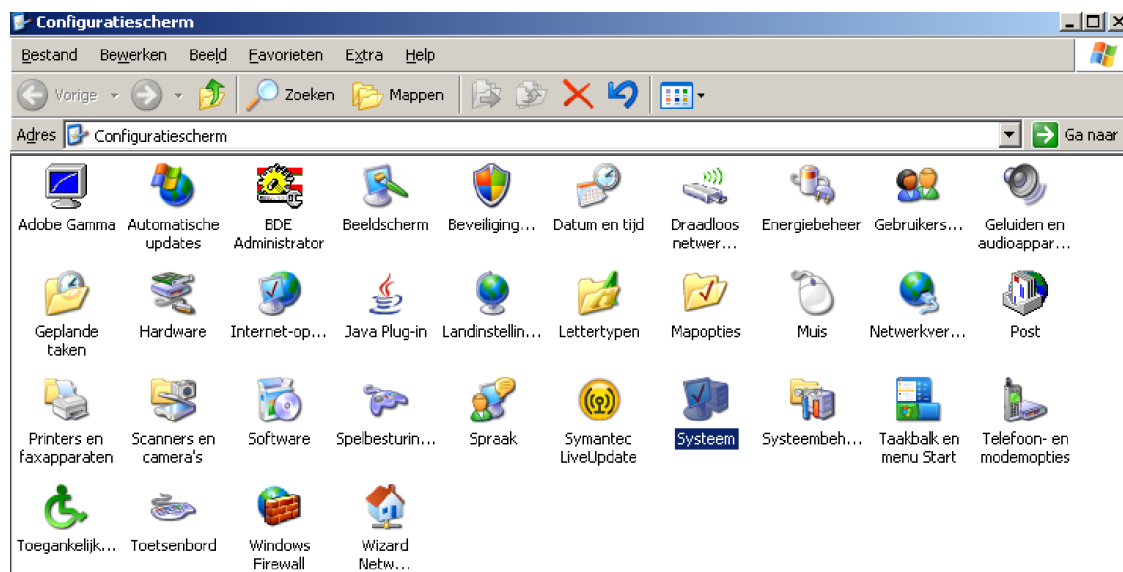 Configuratiescherm
Bestand Bewerken Beeld Favorieten Extra Help
Vorige Zoeken Mappen
Adres Configuratiescherm Ga naar
Adobe Gamma Automatische updates BDE Administrator Beeldscherm Beveiliging... Datum en tijd Draadloos netwer... Energiebeheer Gebruikers... Geluiden en audioappar...
Geplande taken Hardware Internet-op... Java Plug-in Landinstellin... Lettertypen Mapopties Muis Netwerkver... Post
Printers en faxapparaten Scanners en camera's Software Spelbesturin... Spraak Symantec LiveUpdate Systeem Systeembeh... Taakbalk en menu Start Telefoon- en modemopties
Toegankelijk... Toetsenbord Windows Firewall Wizard Netw...